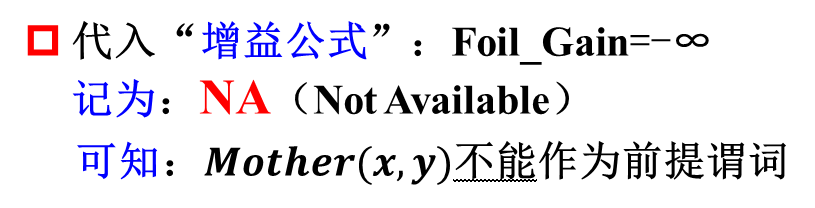 代入“增益公式”：Foil_Gain=−∞
记为：NA（Not Available）
可知：Mother(x,y)不能作为前提谓词